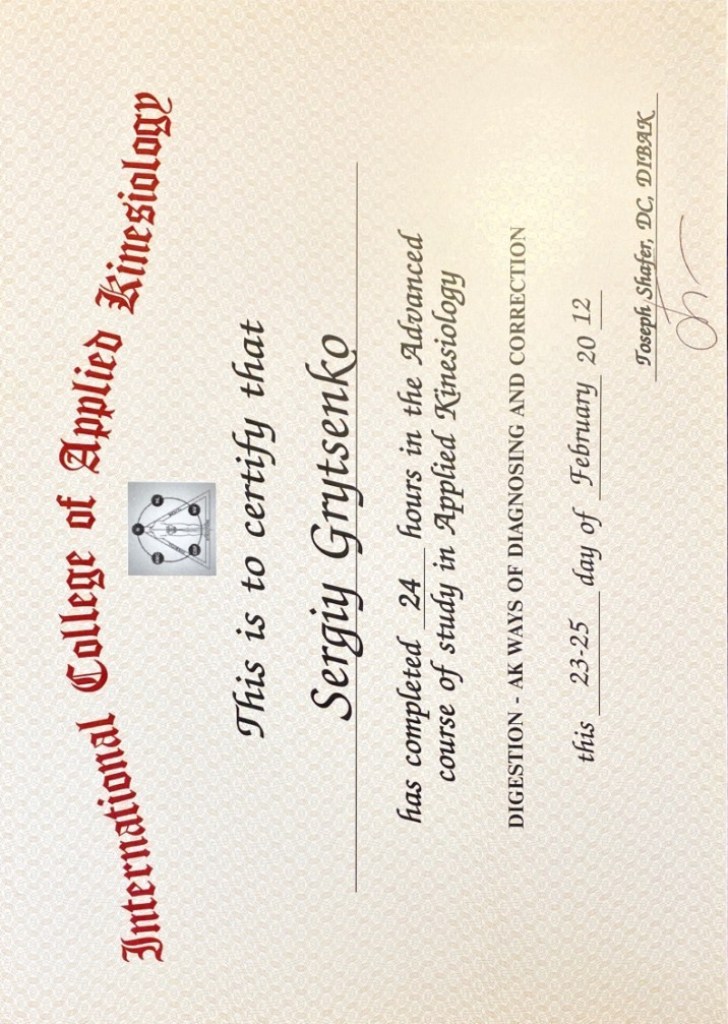 International College of Applied Kinesiology
This is to certify that
Sergiy Grytsenko
has completed 24 hours in the Advanced
course of study in Applied Kinesiology
DIGESTION - AK WAYS OF DIAGNOSING AND CORRECTION
this 23-25 day of February 20 12
Toseph Shafer, DC, DIBAK